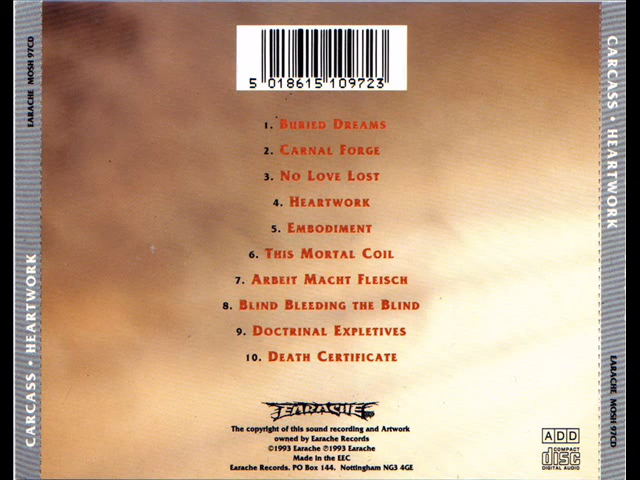 EARACHE MOSH 97CD
CARCASS • HEARTWORK
5 018615 109723
1. BURIED DREAMS
2. CARNAL FORGE
3. NO LOVE LOST
4. HEARTWORK
5. EMBODIMENT
6. THIS MORTAL COIL
7. ARBEIT MACHT FLEISCH
8. BLIND BLEEDING THE BLIND
9. DOCTRINAL EXPLETIVES
10. DEATH CERTIFICATE
EARACHE
The copyright of this sound recording and Artwork
owned by Earache Records
©1993 Earache ℗1993 Earache
Made in the EEC
Earache Records. PO Box 144. Nottingham NG3 4GE
ADD
COMPACT
disc
DIGITAL AUDIO
CARCASS • HEARTWORK
EARACHE MOSH 97CD